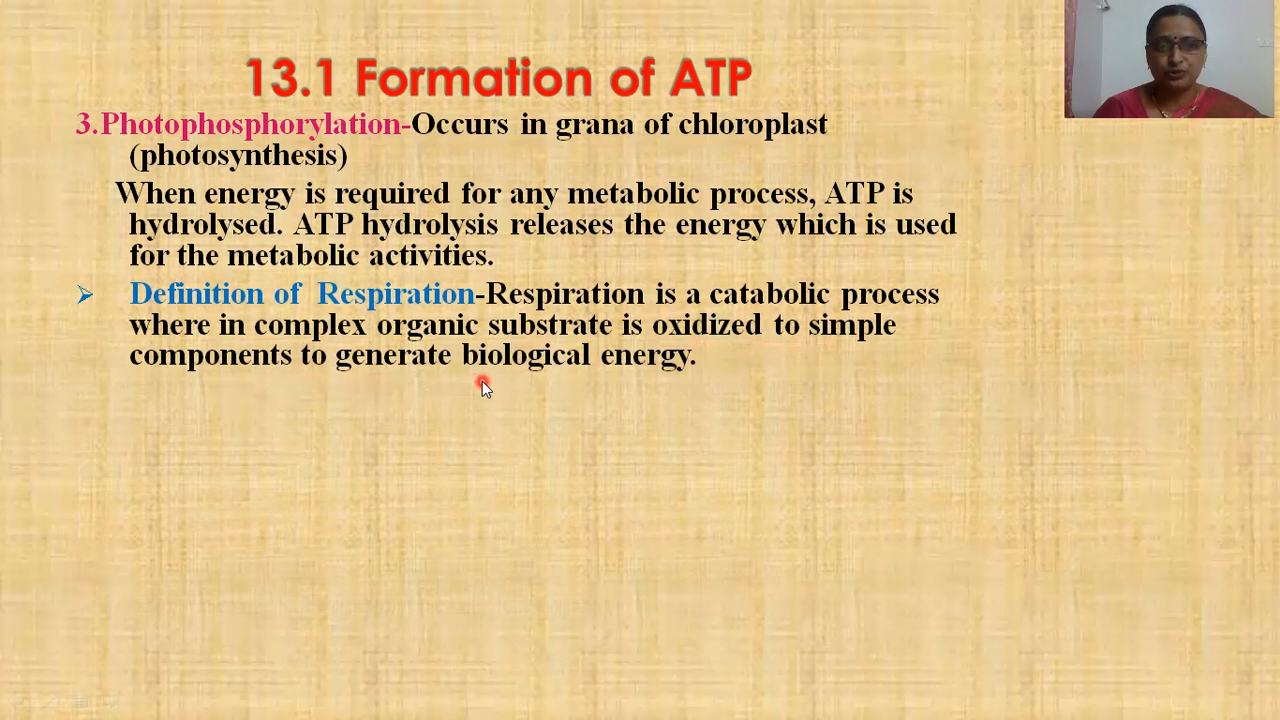 13.1 Formation of ATP
3.Photophosphorylation-Occurs in grana of chloroplast
(photosynthesis)
When energy is required for any metabolic process, ATP is
hydrolysed. ATP hydrolysis releases the energy which is used
for the metabolic activities.
Definition of Respiration-Respiration is a catabolic process
where in complex organic substrate is oxidized to simple
components to generate biological energy.